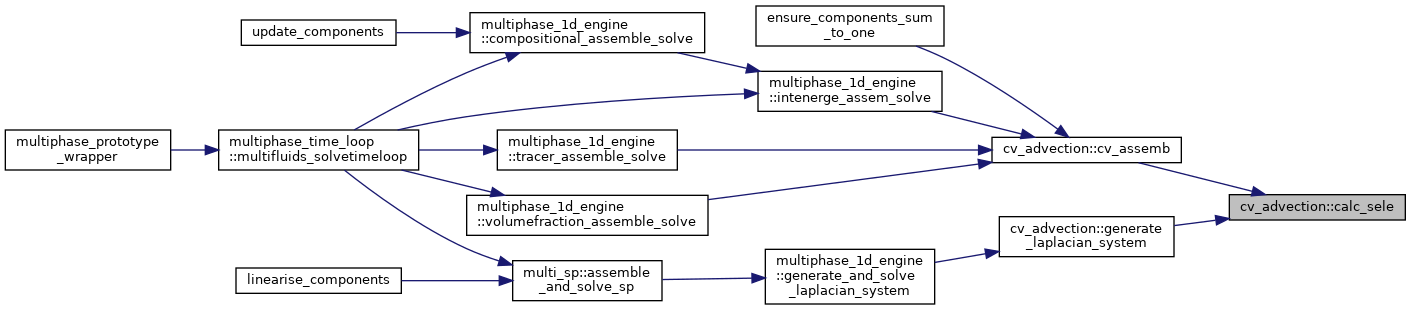 ensure_components_sum
_to_one
update_components
multiphase_1d_engine
::compositional_assemble_solve
multiphase_1d_engine
::intenerge_assem_solve
multiphase_prototype
_wrapper
multiphase_time_loop
::multifluids_solvetimeloop
multiphase_1d_engine
::tracer_assemble_solve
cv_advection::cv_assemb
multiphase_1d_engine
::volumefraction_assemble_solve
cv_advection::calc_sele
cv_advection::generate
_laplacian_system
linearise_components
multi_sp::assemble
_and_solve_sp
multiphase_1d_engine
::generate_and_solve
_laplacian_system